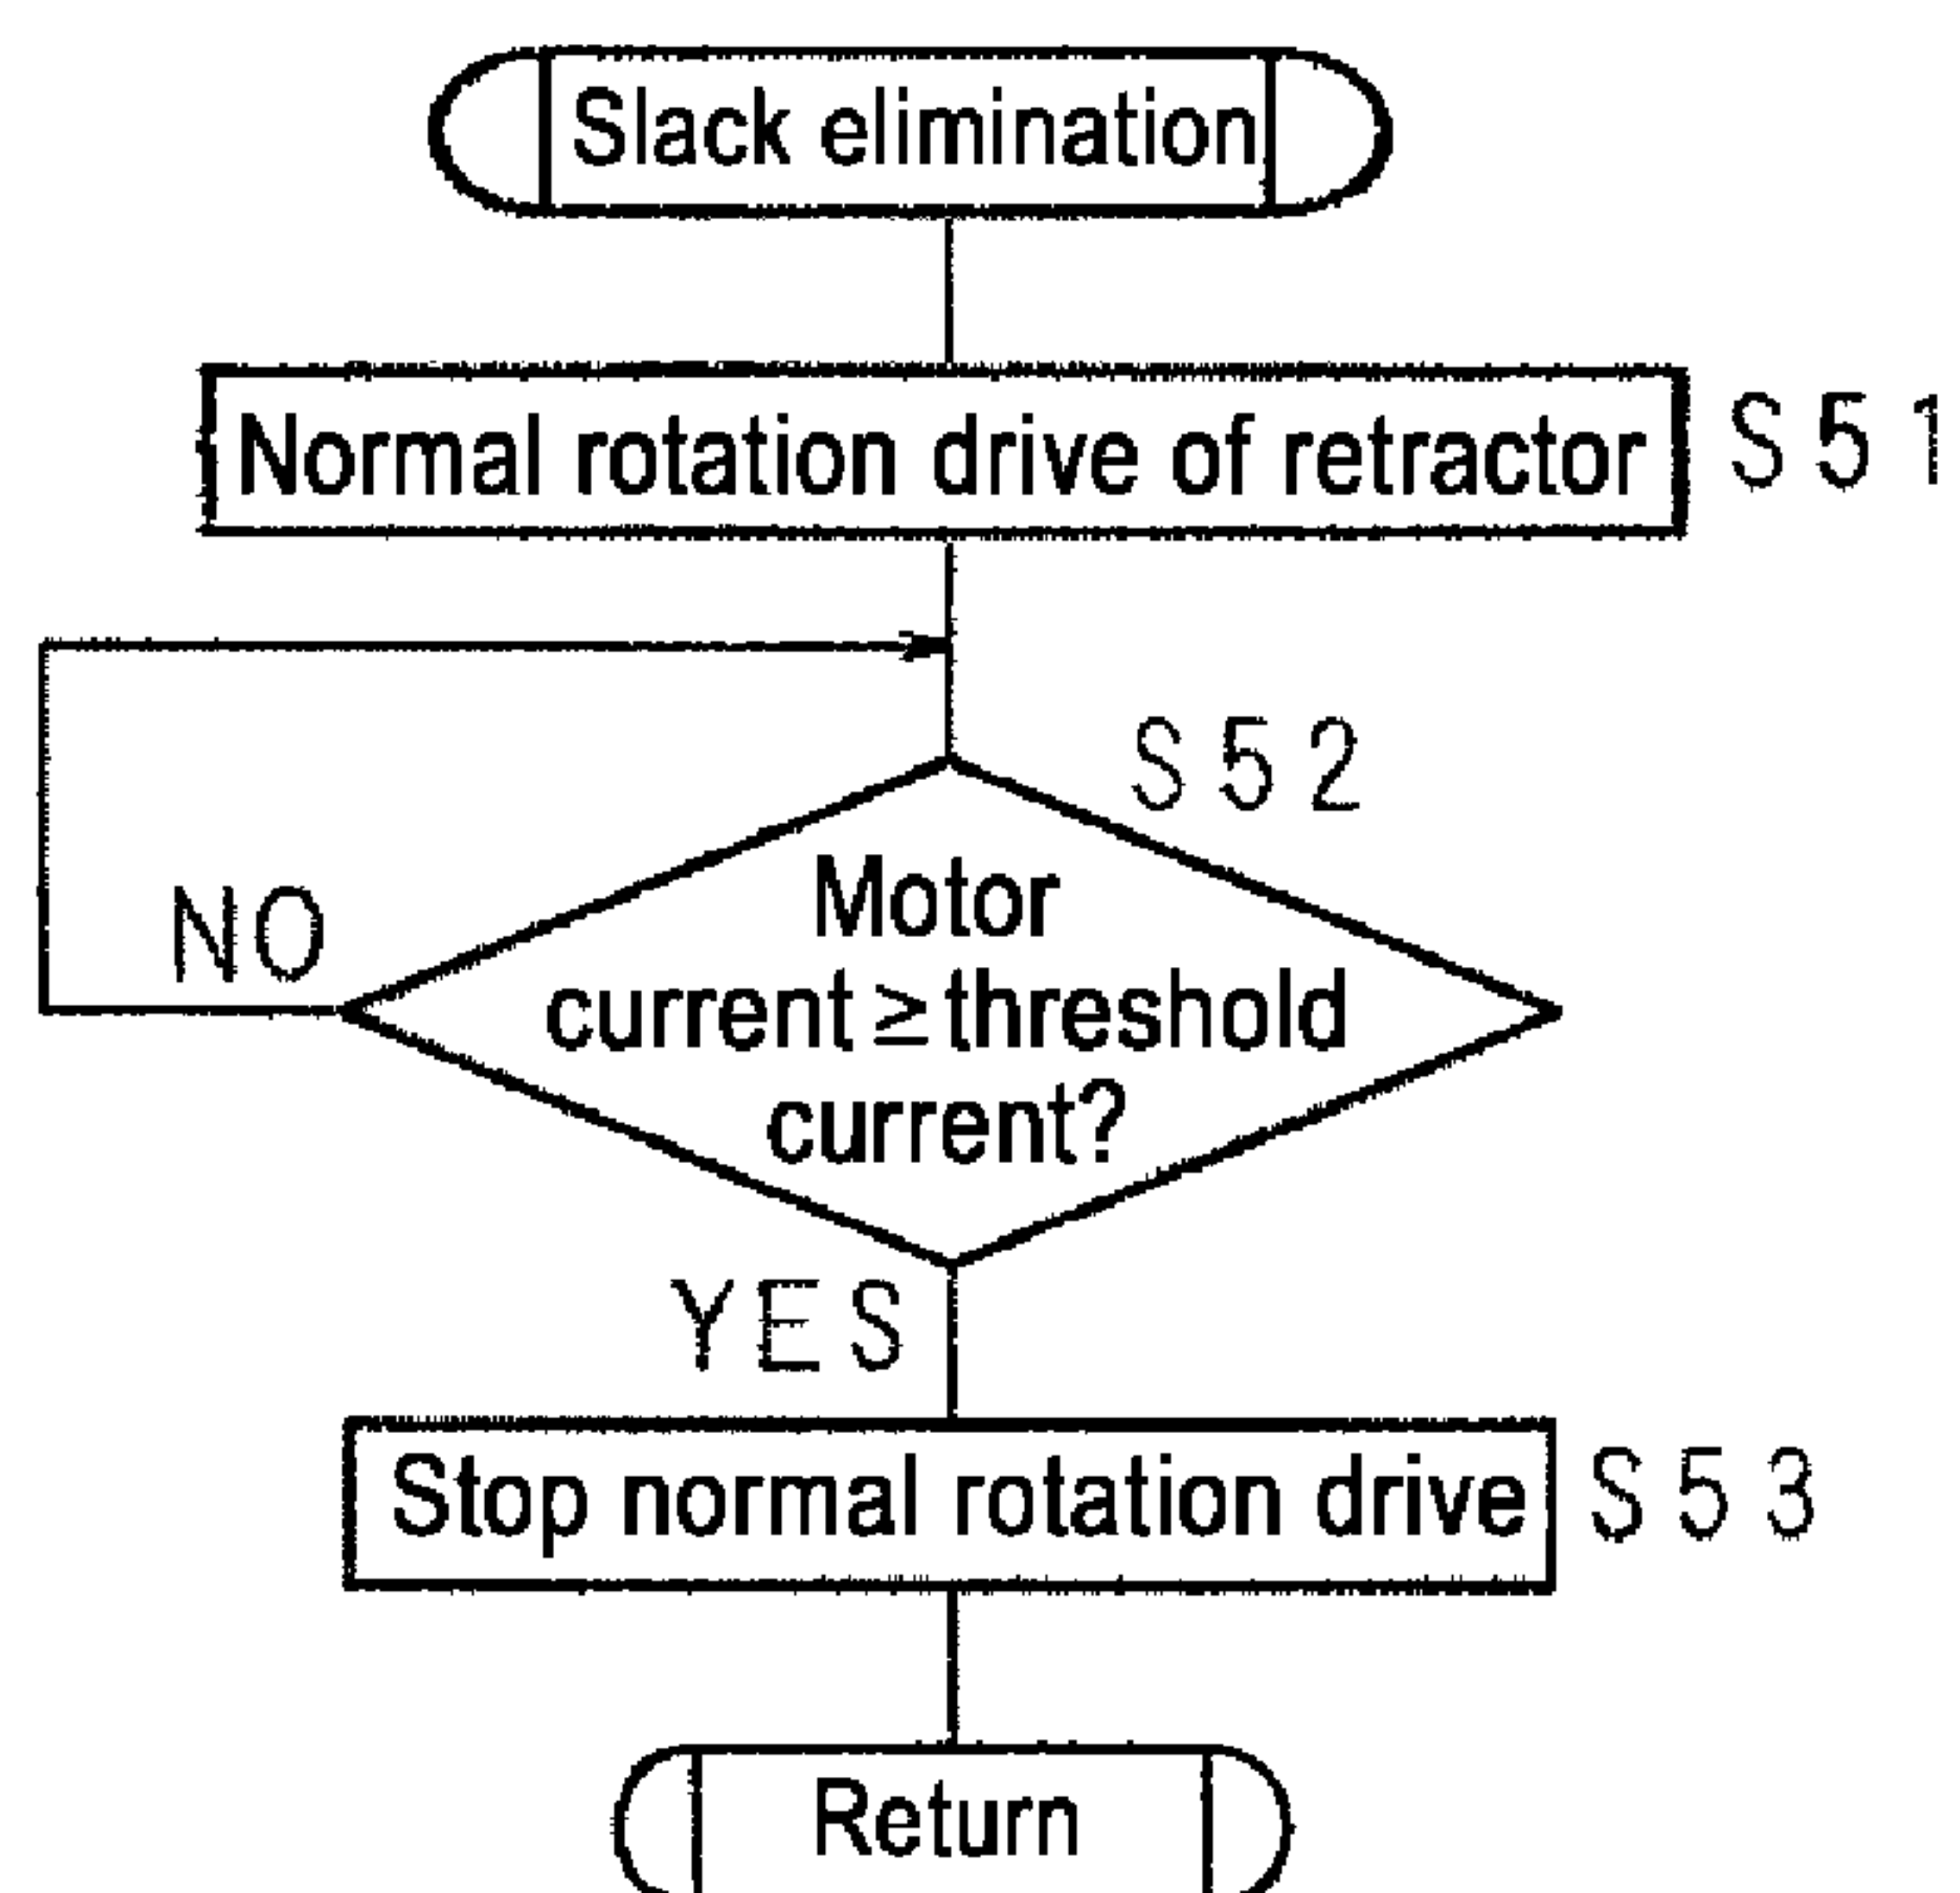 Slack elimination
Normal rotation drive of retractor S51
S52
Motor
NO
current ≥ threshold
current?
YES
Stop normal rotation drive S53
Return